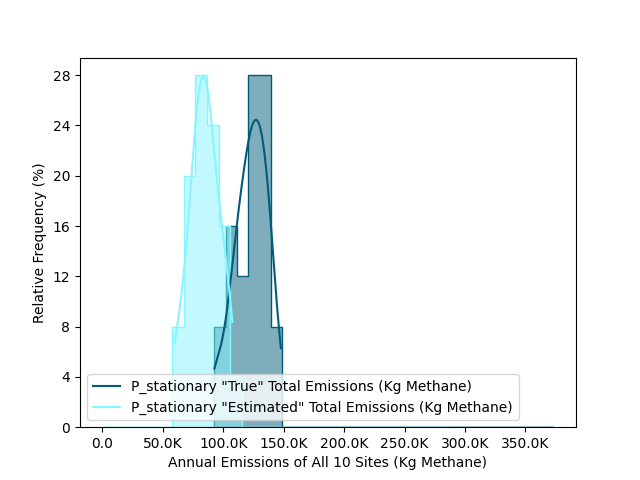 28
24
20
16
12
8
4
0
Relative Frequency (%)
P_stationary "True" Total Emissions (Kg Methane)
P_stationary "Estimated" Total Emissions (Kg Methane)
0.0 50.0K 100.0K 150.0K 200.0K 250.0K 300.0K 350.0K
Annual Emissions of All 10 Sites (Kg Methane)